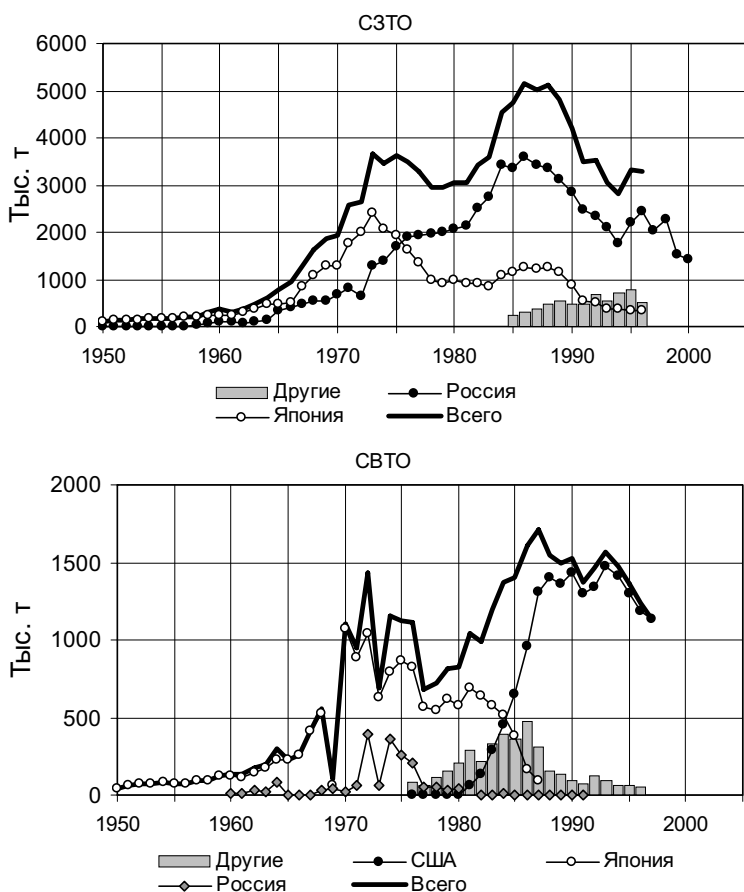 СЗТО
Тыс. т
6000
5000
4000
3000
2000
1000
0
1950 1960 1970 1980 1990 2000
Другие Россия
Япония Всего
СВТО
Тыс. т
2000
1500
1000
500
0
1950 1960 1970 1980 1990 2000
Другие США Япония
Россия Всего